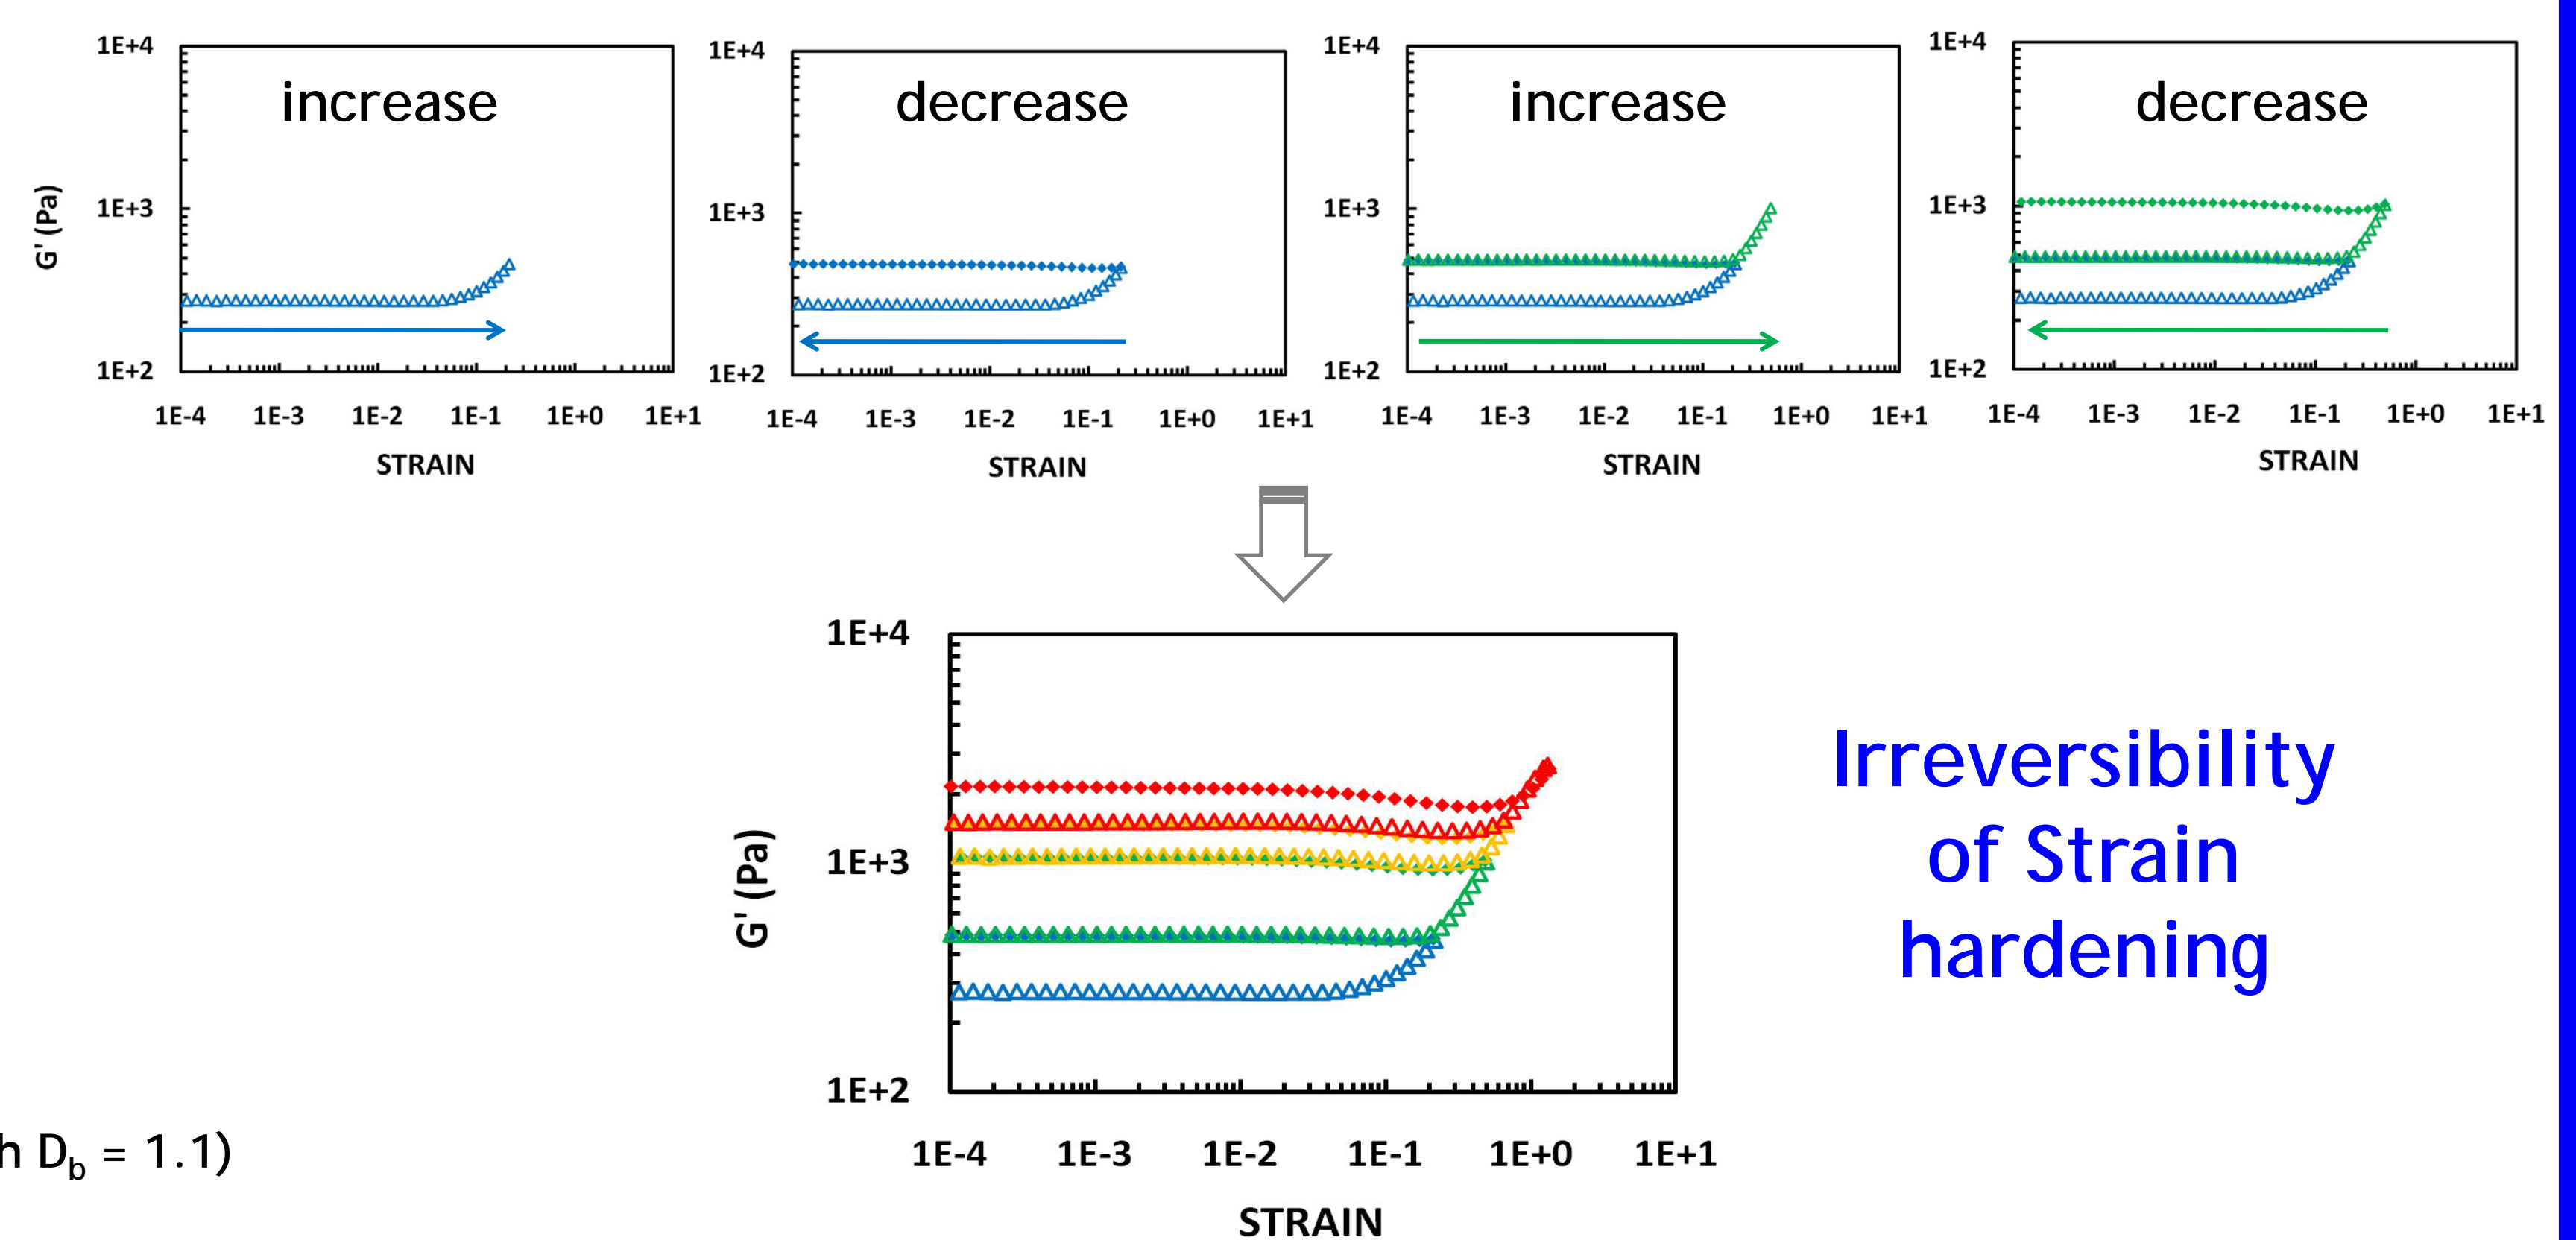 increase
decrease
increase
decrease
G' (Pa)
1E+4
1E+3
1E+2
1E-4 1E-3 1E-2 1E-1 1E+0 1E+1
STRAIN
1E+4
1E+3
1E+2
1E-4 1E-3 1E-2 1E-1 1E+0 1E+1
STRAIN
1E+4
1E+3
1E+2
1E-4 1E-3 1E-2 1E-1 1E+0 1E+1
STRAIN
1E+4
1E+3
1E+2
1E-4 1E-3 1E-2 1E-1 1E+0 1E+1
STRAIN
G' (Pa)
1E+4
1E+3
1E+2
1E-4 1E-3 1E-2 1E-1 1E+0 1E+1
STRAIN
Irreversibility
of Strain
hardening
h D_b = 1.1)